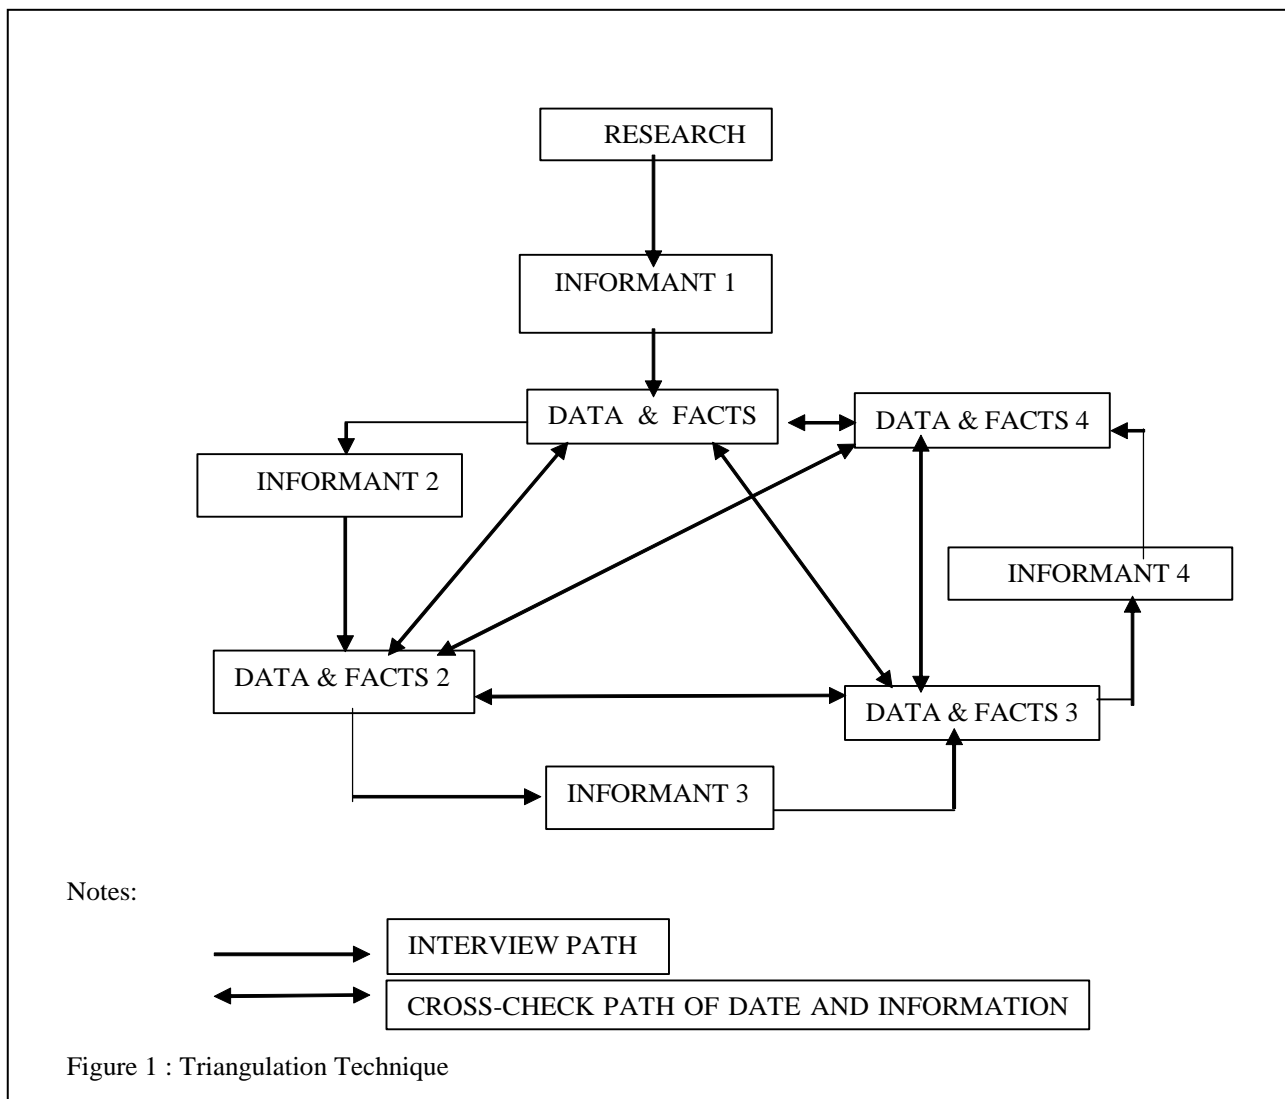 RESEARCH
INFORMANT 1
DATA & FACTS
DATA & FACTS 4
INFORMANT 2
INFORMANT 4
DATA & FACTS 2
DATA & FACTS 3
INFORMANT 3
Notes:
INTERVIEW PATH
CROSS-CHECK PATH OF DATE AND INFORMATION
Figure 1 : Triangulation Technique